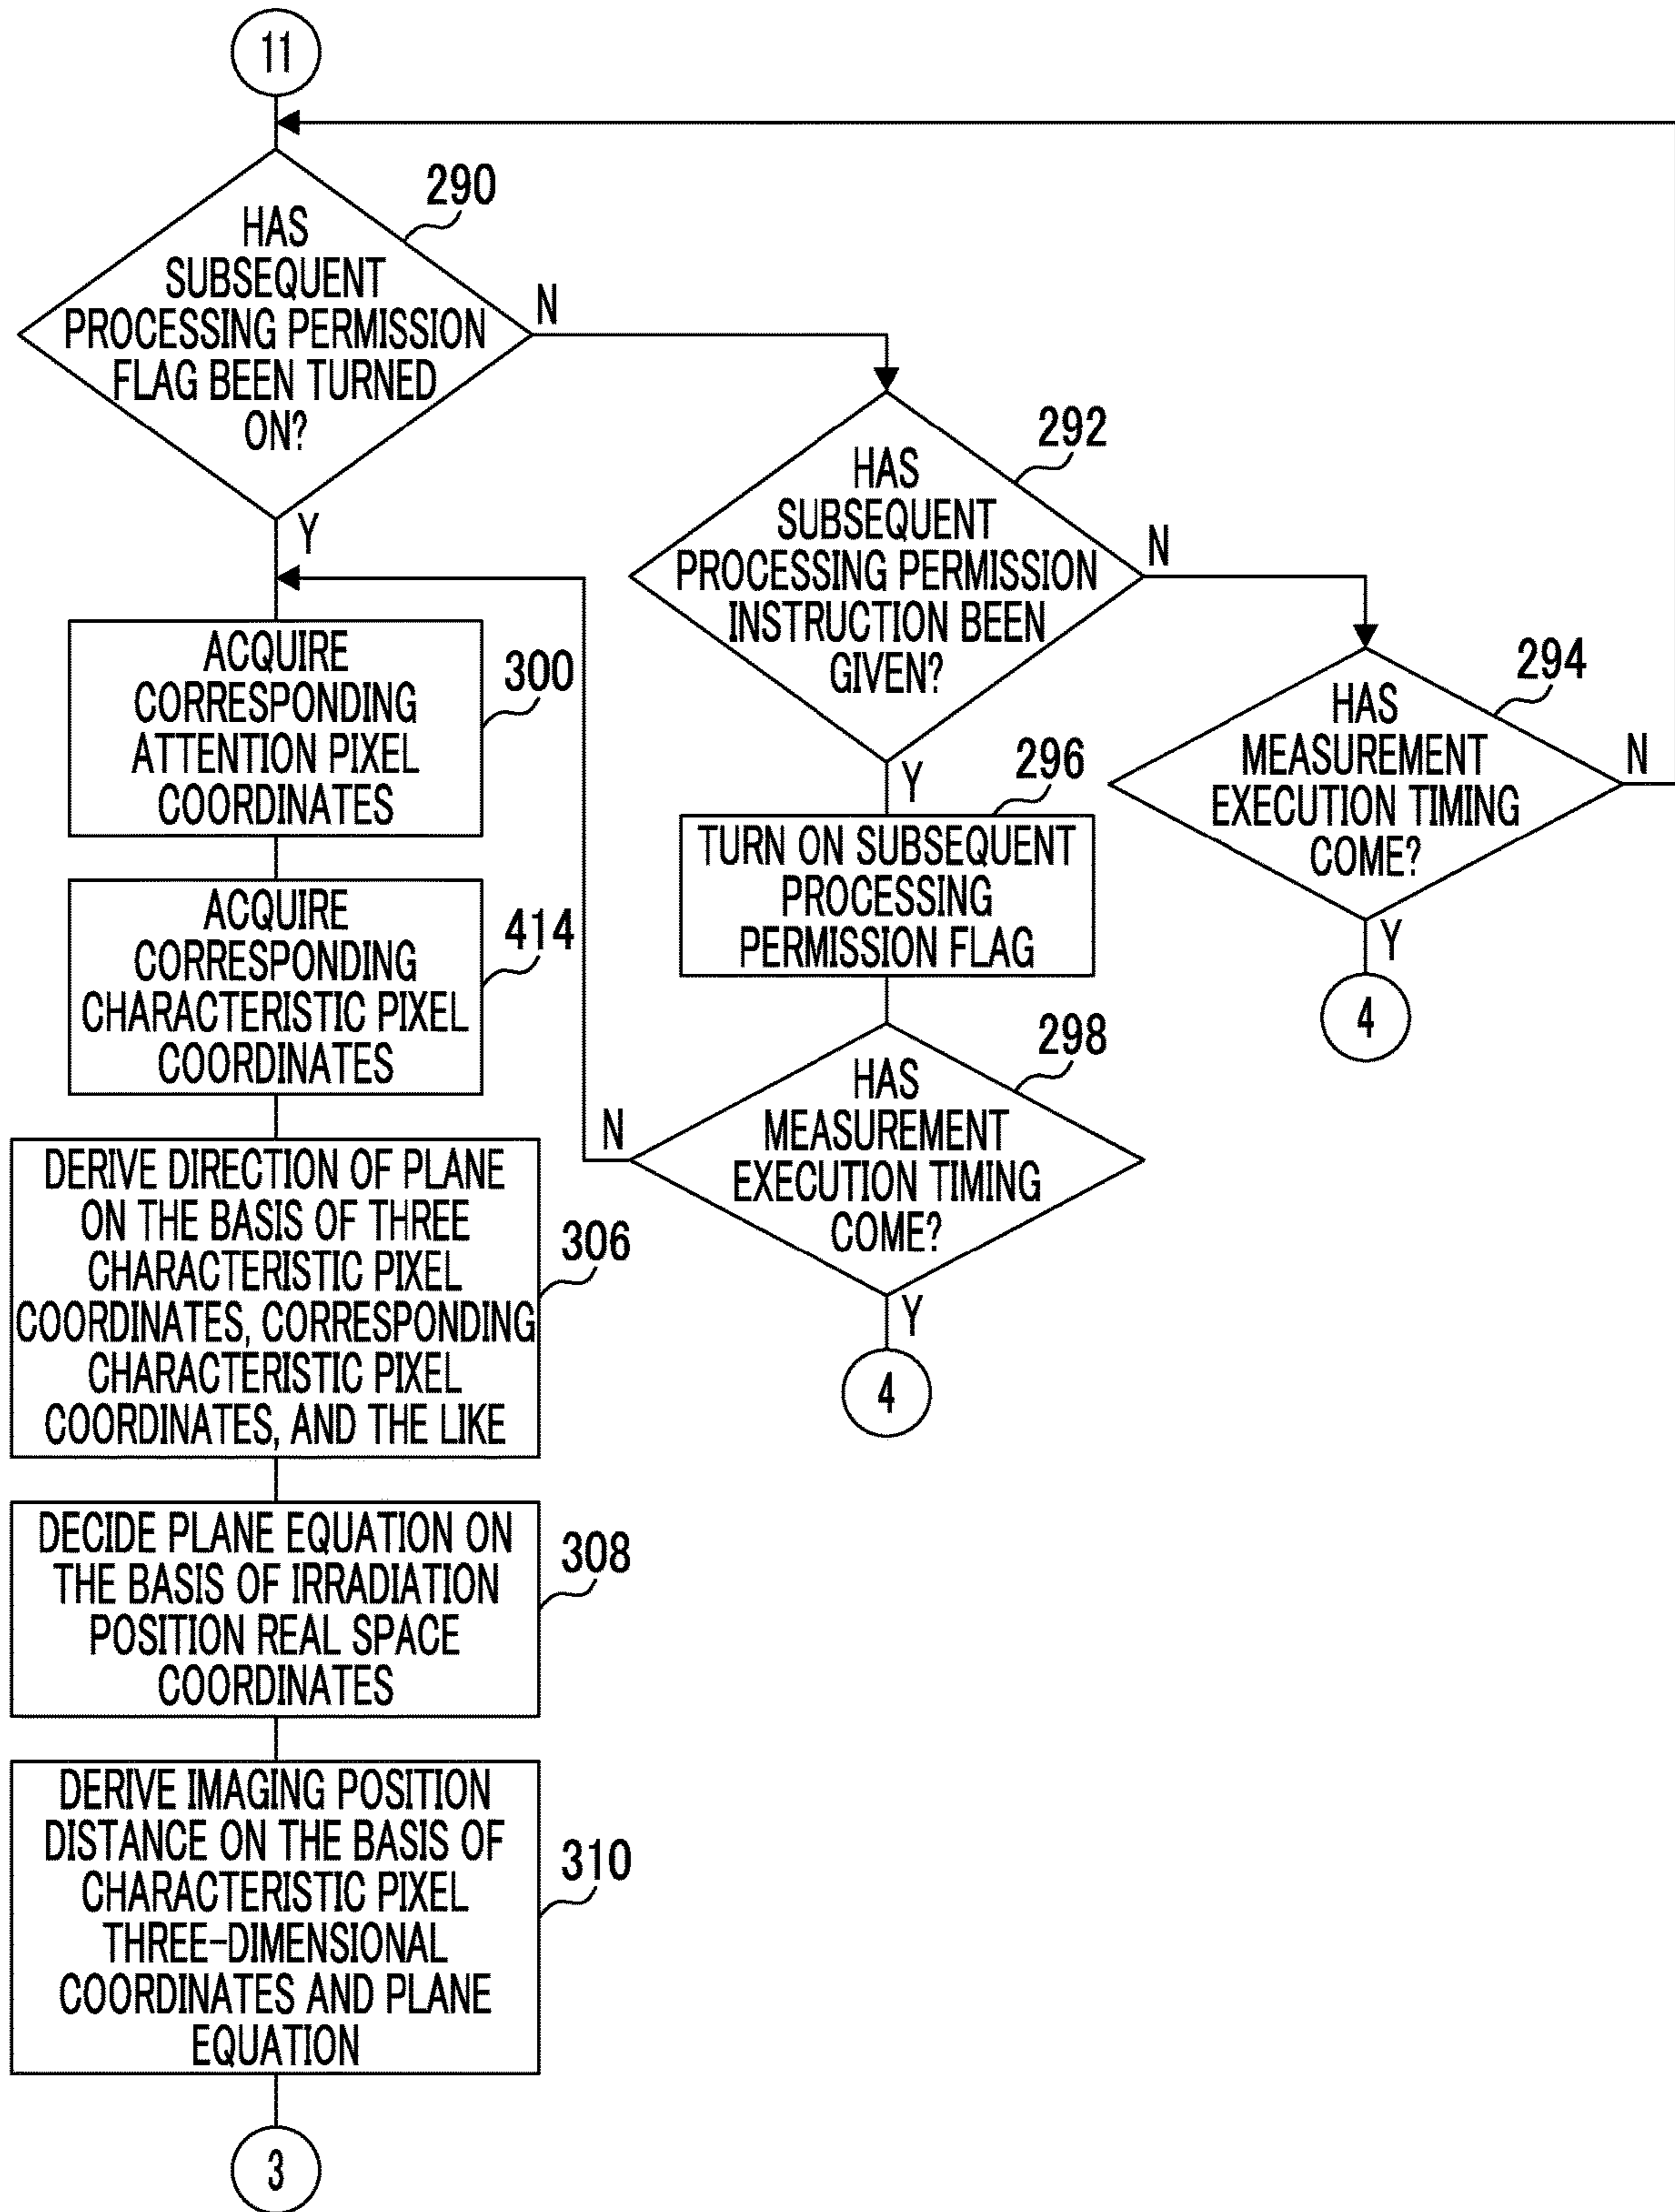 11
290
HAS
SUBSEQUENT
PROCESSING PERMISSION
FLAG BEEN TURNED
ON?
N
Y
292
HAS
SUBSEQUENT
PROCESSING PERMISSION
INSTRUCTION BEEN
GIVEN?
N
Y
294
HAS
MEASUREMENT
EXECUTION TIMING
COME?
N
Y
4
296
TURN ON SUBSEQUENT
PROCESSING
PERMISSION FLAG
298
HAS
MEASUREMENT
EXECUTION TIMING
COME?
N
Y
4
300
ACQUIRE
CORRESPONDING
ATTENTION PIXEL
COORDINATES
414
ACQUIRE
CORRESPONDING
CHARACTERISTIC PIXEL
COORDINATES
306
DERIVE DIRECTION OF PLANE
ON THE BASIS OF THREE
CHARACTERISTIC PIXEL
COORDINATES, CORRESPONDING
CHARACTERISTIC PIXEL
COORDINATES, AND THE LIKE
308
DECIDE PLANE EQUATION ON
THE BASIS OF IRRADIATION
POSITION REAL SPACE
COORDINATES
310
DERIVE IMAGING POSITION
DISTANCE ON THE BASIS OF
CHARACTERISTIC PIXEL
THREE-DIMENSIONAL
COORDINATES AND PLANE
EQUATION
3